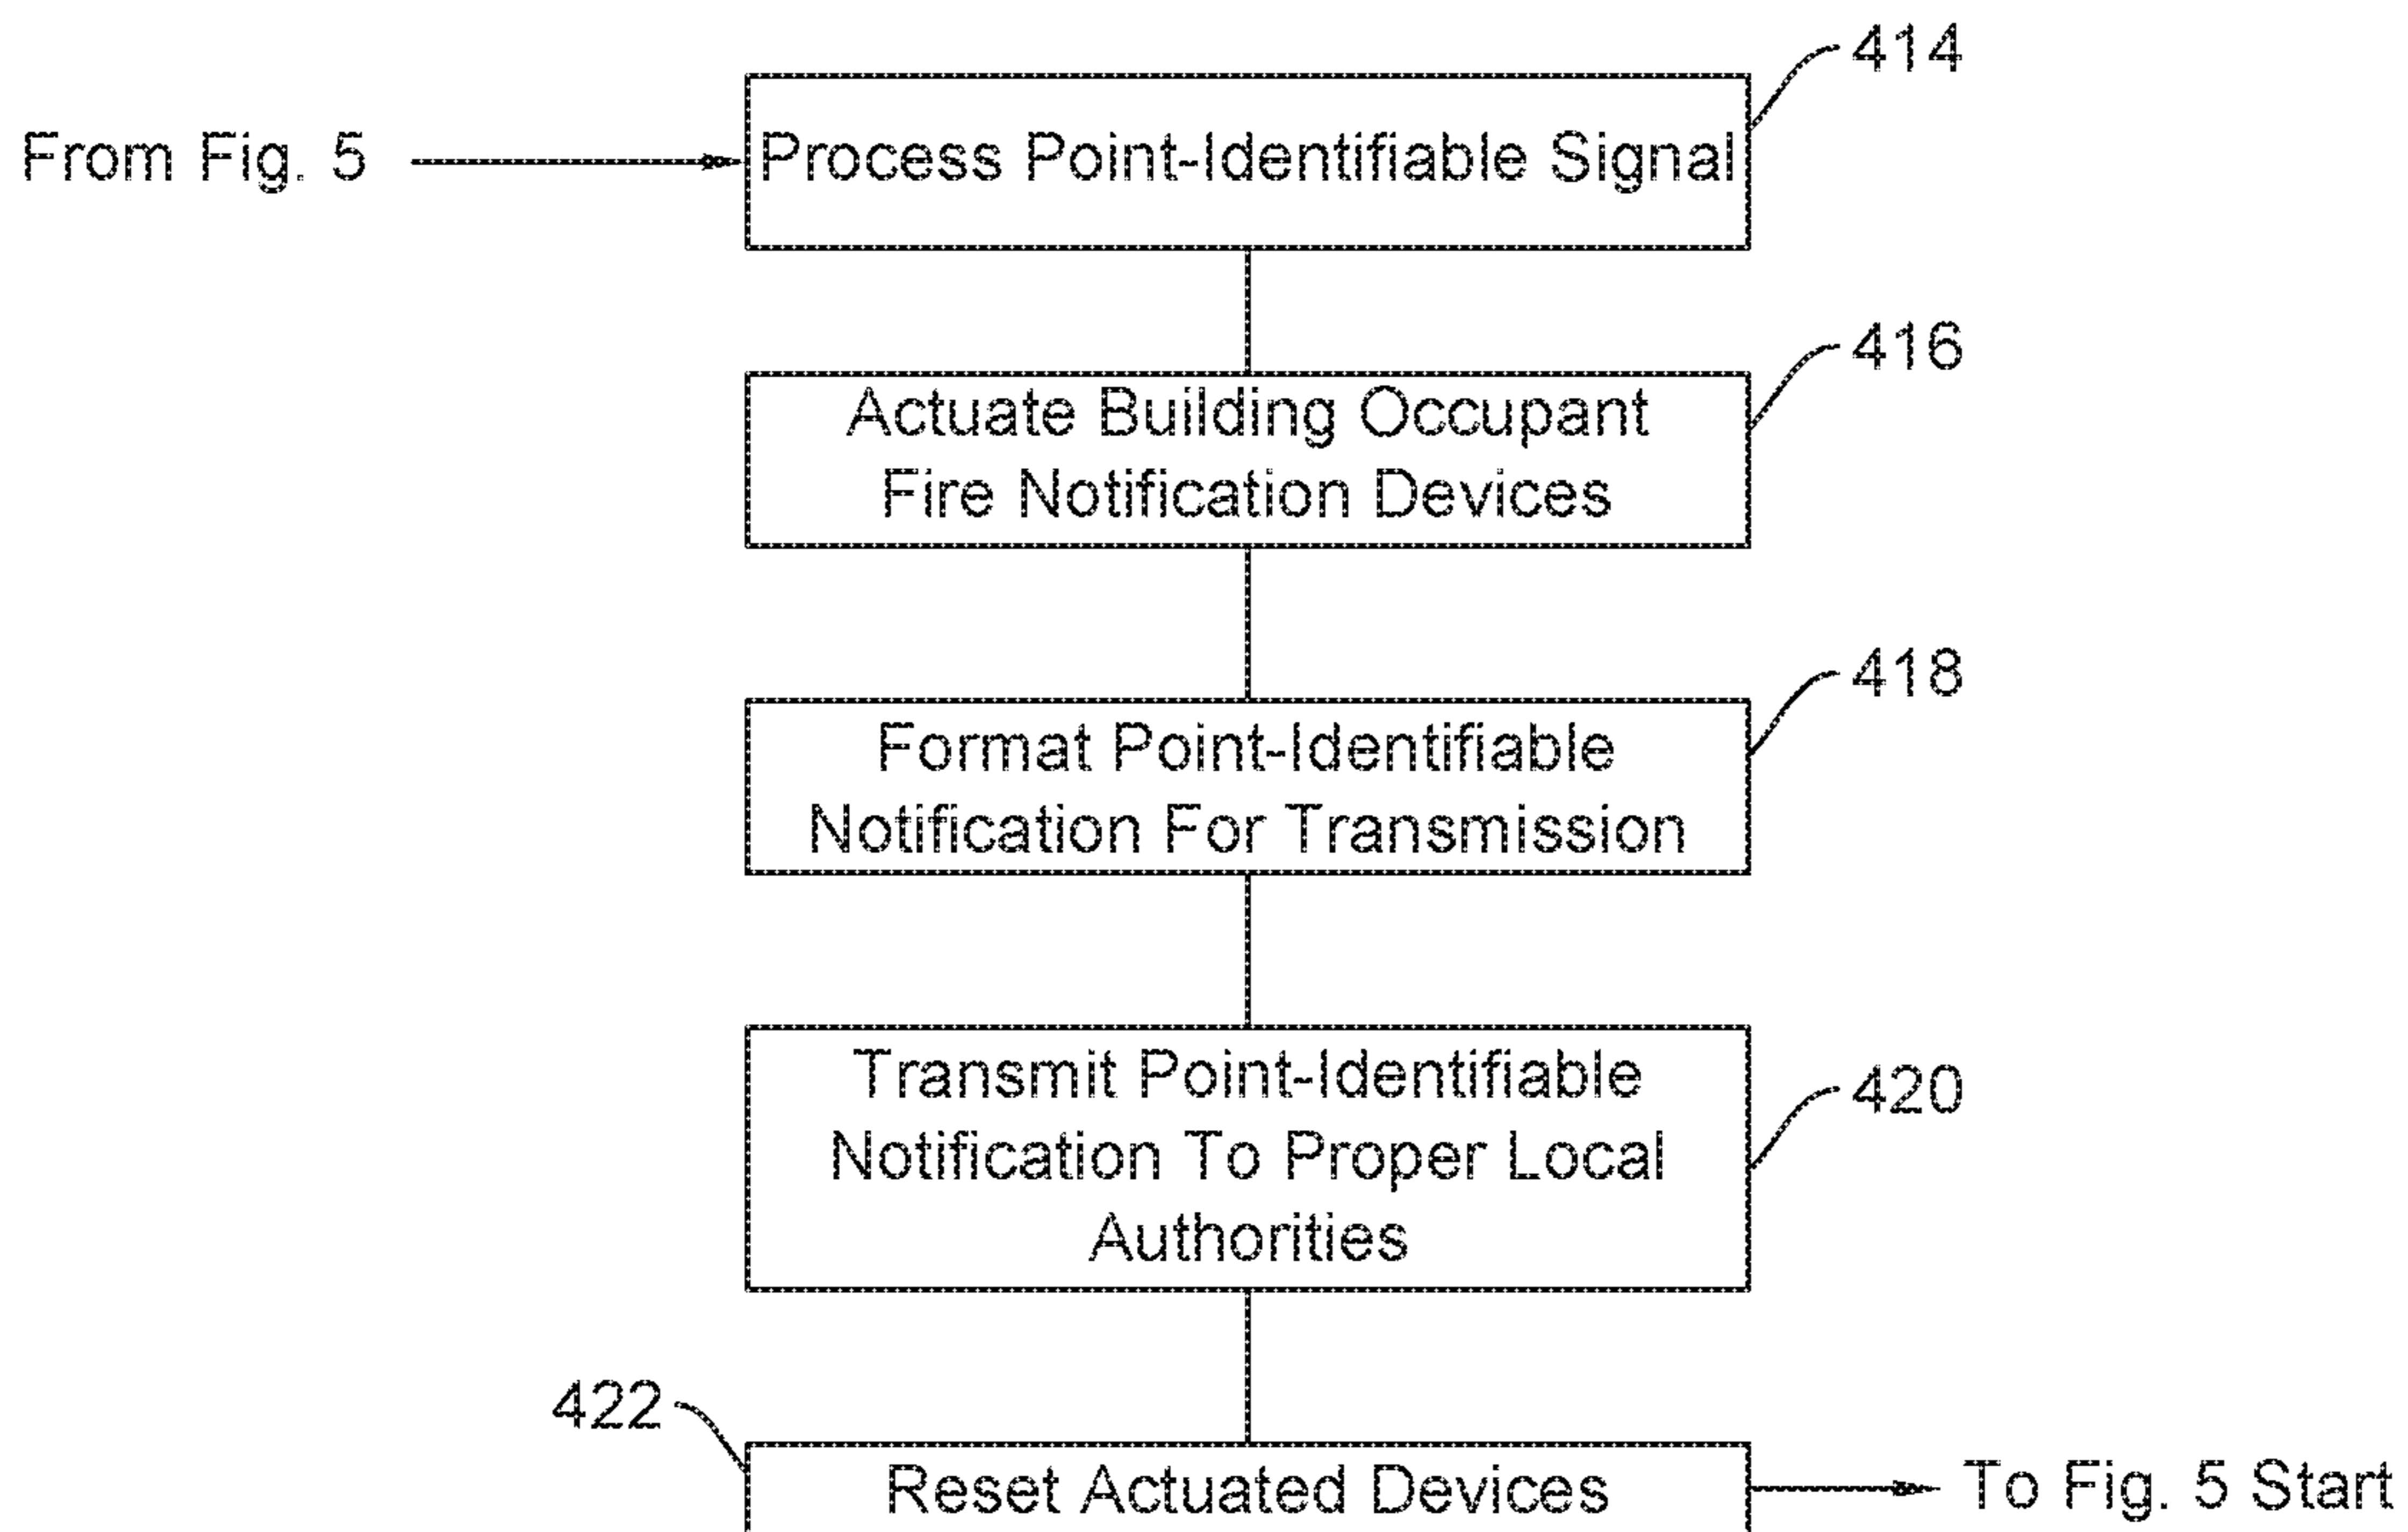 414
From Fig. 5
Process Point-Identifiable Signal
416
Actuate Building Occupant
Fire Notification Devices
418
Format Point-Identifiable
Notification For Transmission
420
Transmit Point-Identifiable
Notification To Proper Local
Authorities
422
Reset Actuated Devices
To Fig. 5 Start